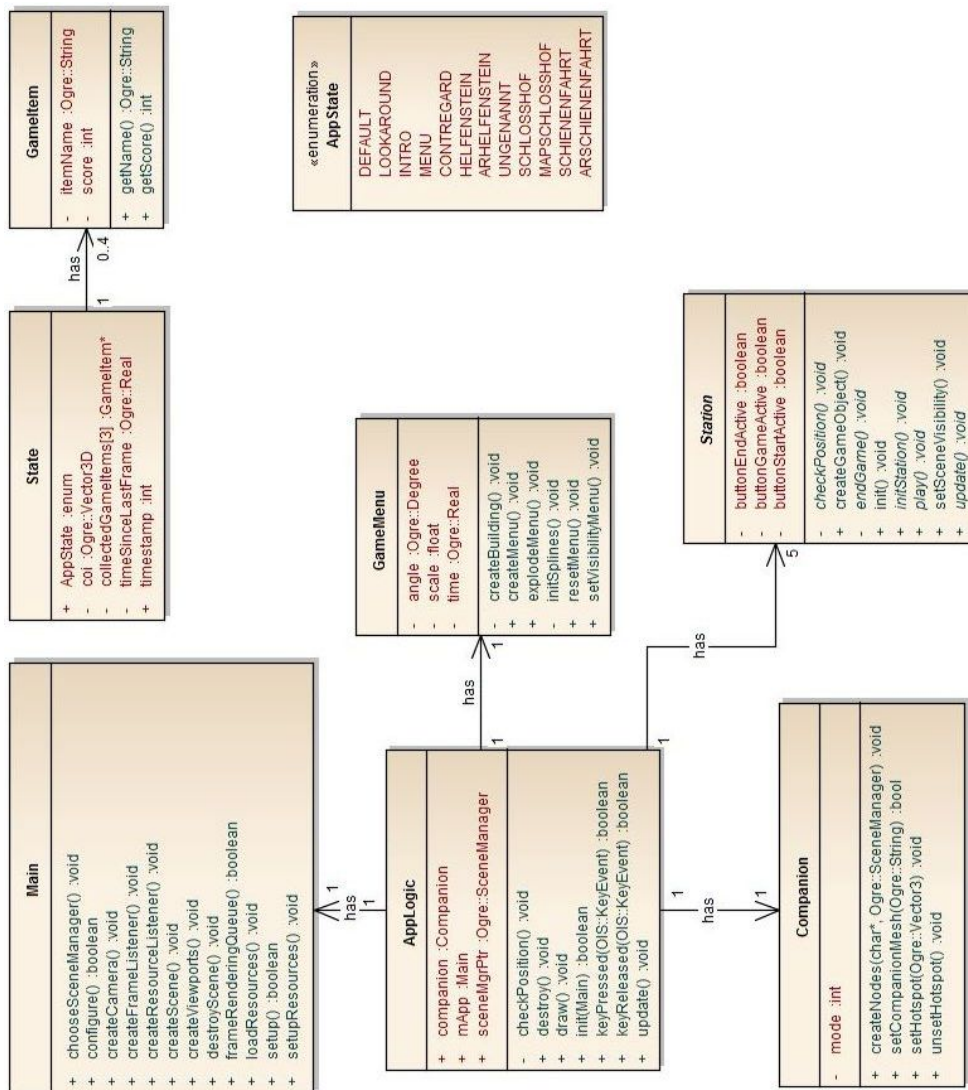 Main
+ chooseSceneManager() :void
+ configure() :boolean
+ createCamera() :void
+ createFrameListener() :void
+ createResourceListener() :void
+ createScene() :void
+ createViewports() :void
+ destroyScene() :void
+ frameRenderingQueue() :boolean
+ loadResources() :void
+ setup() :boolean
+ setupResources() :void
State
+ AppState :enum
- coi :Ogre::Vector3D
- collectedGameItems[3] :GameItem*
- timeSinceLastFrame :Ogre::Real
+ timestamp :int
1
has
0..4
GameItem
- itemName :Ogre::String
- score :int
+ getName() :Ogre::String
+ getScore() :int
1
has
1
AppLogic
+ companion :Companion
+ mApp :Main
+ sceneMgrPtr :Ogre::SceneManager
- checkPosition() :void
+ destroy() :void
+ draw() :void
+ init(Main) :boolean
+ keyPressed(OIS::KeyEvent) :boolean
+ keyReleased(OIS::KeyEvent) :boolean
+ update() :void
1
has
1
GameMenu
- angle :Ogre::Degree
- scale :float
- time :Ogre::Real
- createBuilding() :void
+ createMenu() :void
+ explodeMenu() :void
- initSplines() :void
+ resetMenu() :void
+ setVisibilityMenu() :void
«enumeration»
AppState
DEFAULT
LOOKAROUND
INTRO
MENU
CONTREGARD
HELFENSTEIN
ARHELFENSTEIN
UNGENANNT
SCHLOSSHOF
MAPSCHLOSSHOF
SCHIENENFAHRT
ARSCHIENENFAHRT
1
has
1
Companion
- mode :int
+ createNodes(char*, Ogre::SceneManager) :void
+ setCompanionMesh(Ogre::String) :bool
+ setHotspot(Ogre::Vector3) :void
+ unsetHotspot() :void
1
has
5
Station
- buttonEndActive :boolean
- buttonGameActive :boolean
- buttonStartActive :boolean
- checkPosition() :void
+ createGameObject() :void
- endGame() :void
+ init() :void
- initStation() :void
+ play() :void
+ setSceneVisibility() :void
+ update() :void